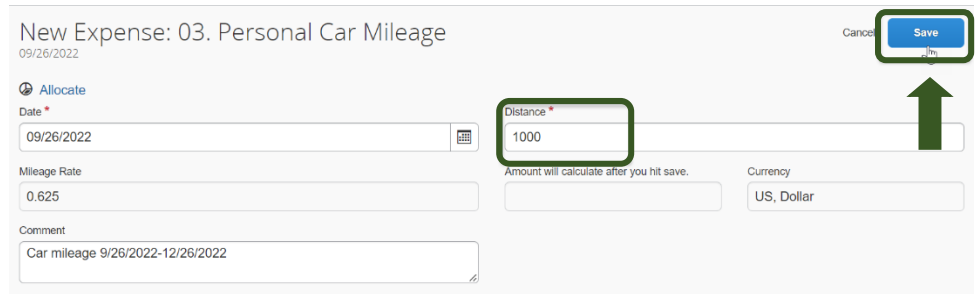 New Expense: 03. Personal Car Mileage
Cancel
Save
09/26/2022
Allocate
Date *
Distance *
09/26/2022
1000
Mileage Rate
Amount will calculate after you hit save.
Currency
0.625
US, Dollar
Comment
Car mileage 9/26/2022-12/26/2022